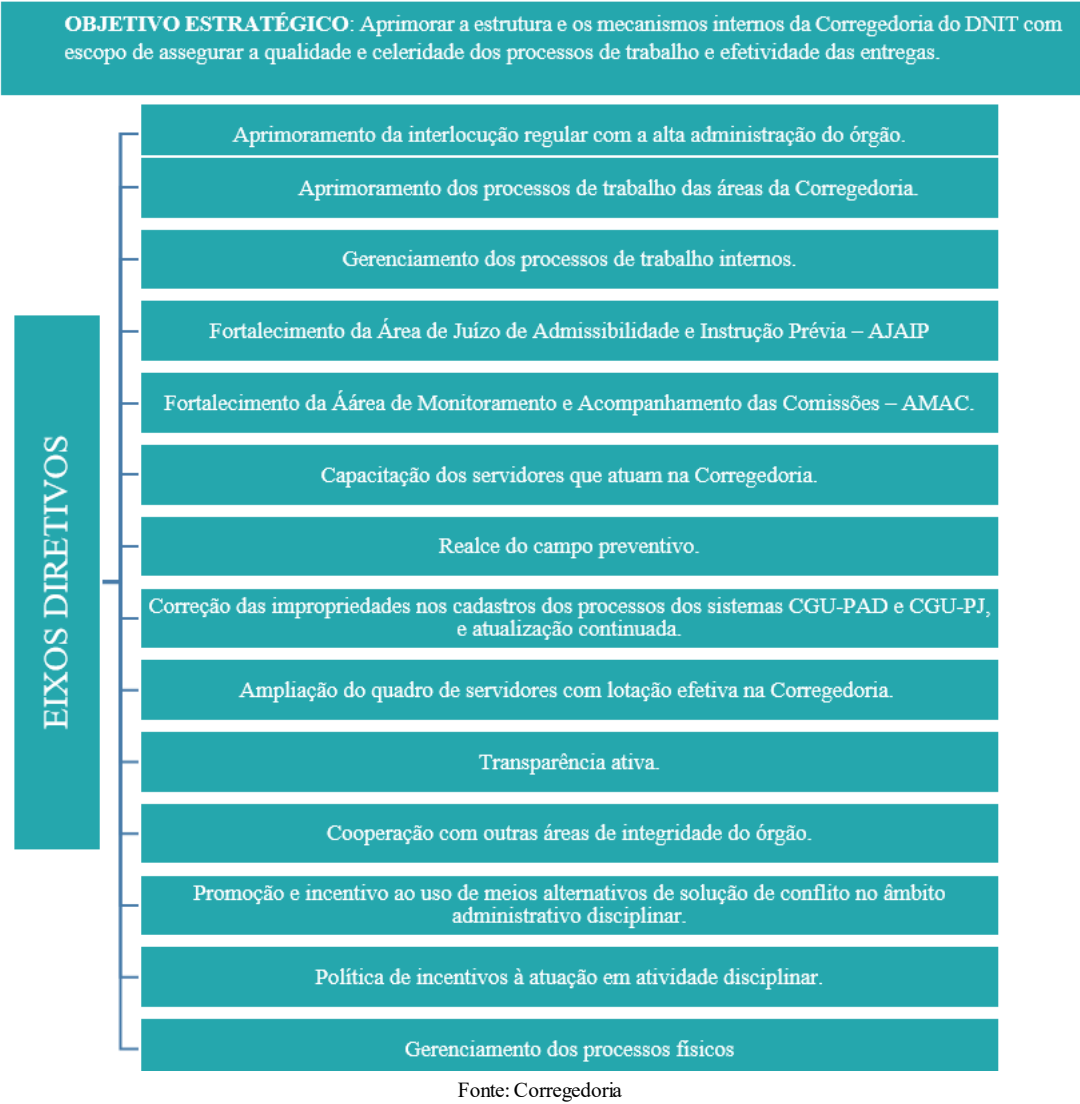 OBJETIVO ESTRATÉGICO: Aprimorar a estrutura e os mecanismos internos da Corregedoria do DNIT com
escopo de assegurar a qualidade e celeridade dos processos de trabalho e efetividade das entregas.
EIXOS DIRETIVOS
Aprimoramento da interlocução regular com a alta administração do órgão.
Aprimoramento dos processos de trabalho das áreas da Corregedoria.
Gerenciamento dos processos de trabalho internos.
Fortalecimento da Área de Juízo de Admissibilidade e Instrução Prévia – AJAIP
Fortalecimento da Áárea de Monitoramento e Acompanhamento das Comissões – AMAC.
Capacitação dos servidores que atuam na Corregedoria.
Realce do campo preventivo.
Correção das impropriedades nos cadastros dos processos dos sistemas CGU-PAD e CGU-PJ,
e atualização continuada.
Ampliação do quadro de servidores com lotação efetiva na Corregedoria.
Transparência ativa.
Cooperação com outras áreas de integridade do órgão.
Promoção e incentivo ao uso de meios alternativos de solução de conflito no âmbito
administrativo disciplinar.
Política de incentivos à atuação em atividade disciplinar.
Gerenciamento dos processos físicos
Fonte: Corregedoria